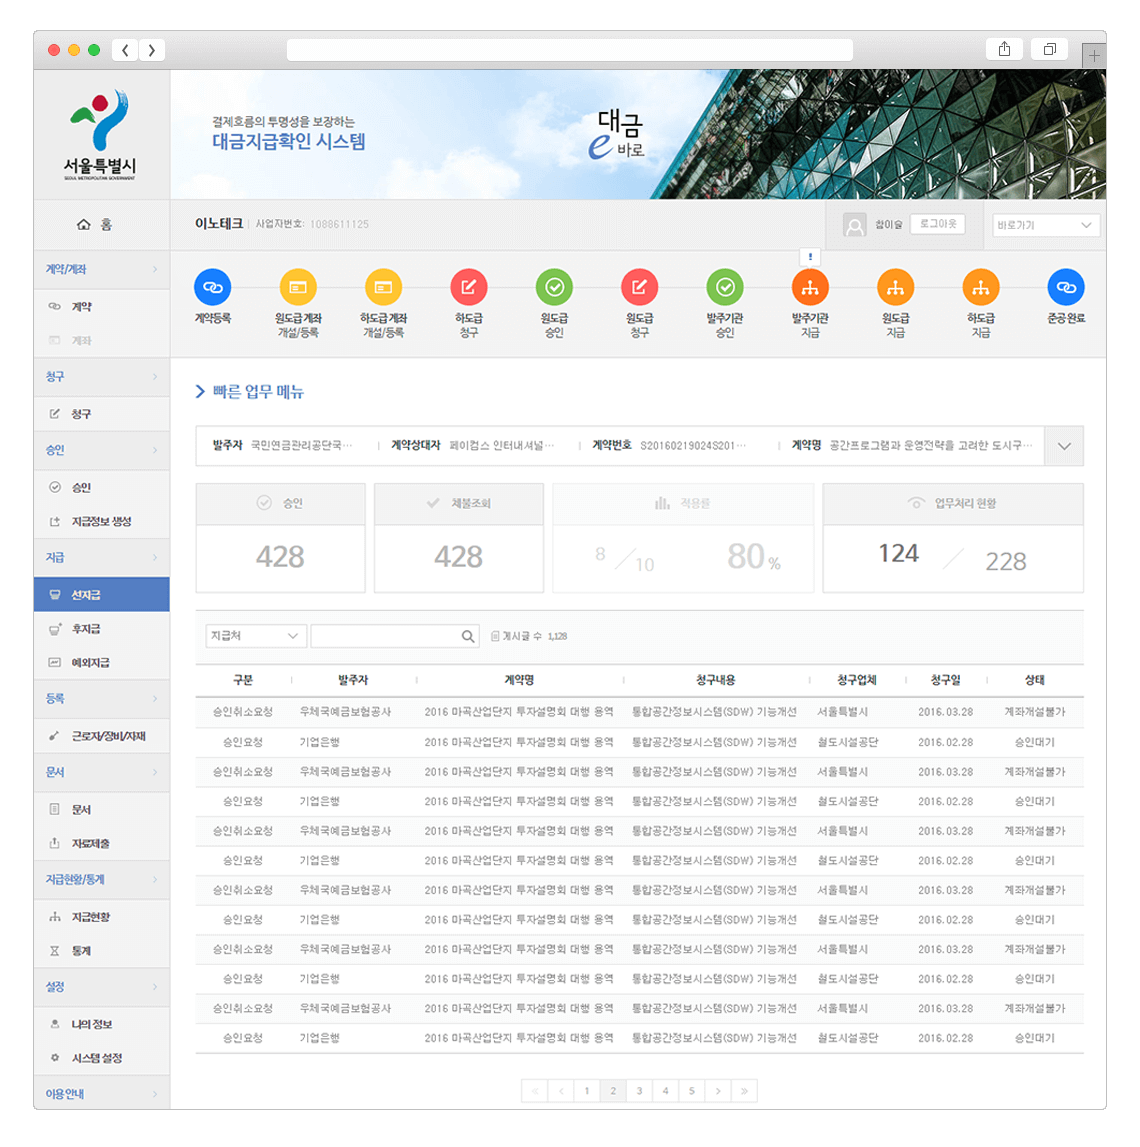 서울특별시
SEOUL METROPOLITAN GOVERNMENT
결제흐름의 투명성을 보장하는
대금지급확인 시스템
대금
e 바로
홈
이노테크 사업자번호: 1088611125
참이슬 로그아웃 바로가기
계약/계좌
계약
계좌
청구
청구
승인
승인
지급정보 생성
지급
선지급
후지급
예외지급
등록
근로자/장비/자재
문서
문서
자료제출
지급현황/통계
지급현황
통계
설정
나의 정보
시스템 설정
이용안내
!
계약등록
원도급계좌
개설/등록
하도급계좌
개설/등록
하도급
청구
원도급
승인
원도급
청구
발주기관
승인
발주기관
지급
원도급
지급
하도급
지급
준공완료
빠른 업무 메뉴
발주자 국민연금관리공단국… 계약상대자 페이컴스 인터내셔널… 계약번호 S20160219024S201… 계약명 공간프로그램과 운영전략을 고려한 도시구…
승인
428
체불조회
428
적용률
8 / 10 80 %
업무처리 현황
124 / 228
지급처 게시글 수 1,128
구분 발주자 계약명 청구내용 청구업체 청구일 상태
승인취소요청 우체국예금보험공사 2016 마곡산업단지 투자설명회 대행 용역 통합공간정보시스템(SDW) 기능개선 서울특별시 2016.03.28 계좌개설불가
승인요청 기업은행 2016 마곡산업단지 투자설명회 대행 용역 통합공간정보시스템(SDW) 기능개선 철도시설공단 2016.02.28 승인대기
승인취소요청 우체국예금보험공사 2016 마곡산업단지 투자설명회 대행 용역 통합공간정보시스템(SDW) 기능개선 서울특별시 2016.03.28 계좌개설불가
승인요청 기업은행 2016 마곡산업단지 투자설명회 대행 용역 통합공간정보시스템(SDW) 기능개선 철도시설공단 2016.02.28 승인대기
승인취소요청 우체국예금보험공사 2016 마곡산업단지 투자설명회 대행 용역 통합공간정보시스템(SDW) 기능개선 서울특별시 2016.03.28 계좌개설불가
승인요청 기업은행 2016 마곡산업단지 투자설명회 대행 용역 통합공간정보시스템(SDW) 기능개선 철도시설공단 2016.02.28 승인대기
승인취소요청 우체국예금보험공사 2016 마곡산업단지 투자설명회 대행 용역 통합공간정보시스템(SDW) 기능개선 서울특별시 2016.03.28 계좌개설불가
승인요청 기업은행 2016 마곡산업단지 투자설명회 대행 용역 통합공간정보시스템(SDW) 기능개선 철도시설공단 2016.02.28 승인대기
승인취소요청 우체국예금보험공사 2016 마곡산업단지 투자설명회 대행 용역 통합공간정보시스템(SDW) 기능개선 서울특별시 2016.03.28 계좌개설불가
승인요청 기업은행 2016 마곡산업단지 투자설명회 대행 용역 통합공간정보시스템(SDW) 기능개선 철도시설공단 2016.02.28 승인대기
승인취소요청 우체국예금보험공사 2016 마곡산업단지 투자설명회 대행 용역 통합공간정보시스템(SDW) 기능개선 서울특별시 2016.03.28 계좌개설불가
승인요청 기업은행 2016 마곡산업단지 투자설명회 대행 용역 통합공간정보시스템(SDW) 기능개선 철도시설공단 2016.02.28 승인대기
« < 1 2 3 4 5 > »